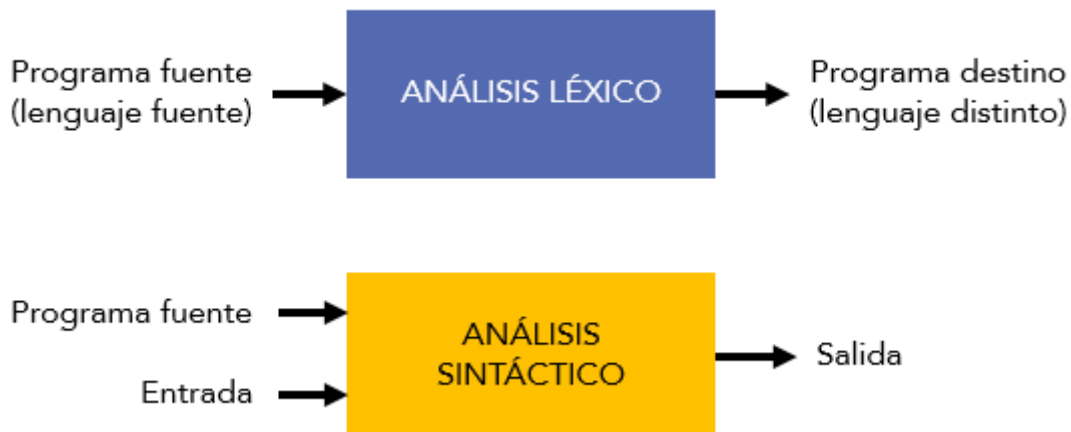 Programa fuente
(lenguaje fuente)
ANÁLISIS LÉXICO
Programa destino
(lenguaje distinto)
Programa fuente
Entrada
ANÁLISIS
SINTÁCTICO
Salida